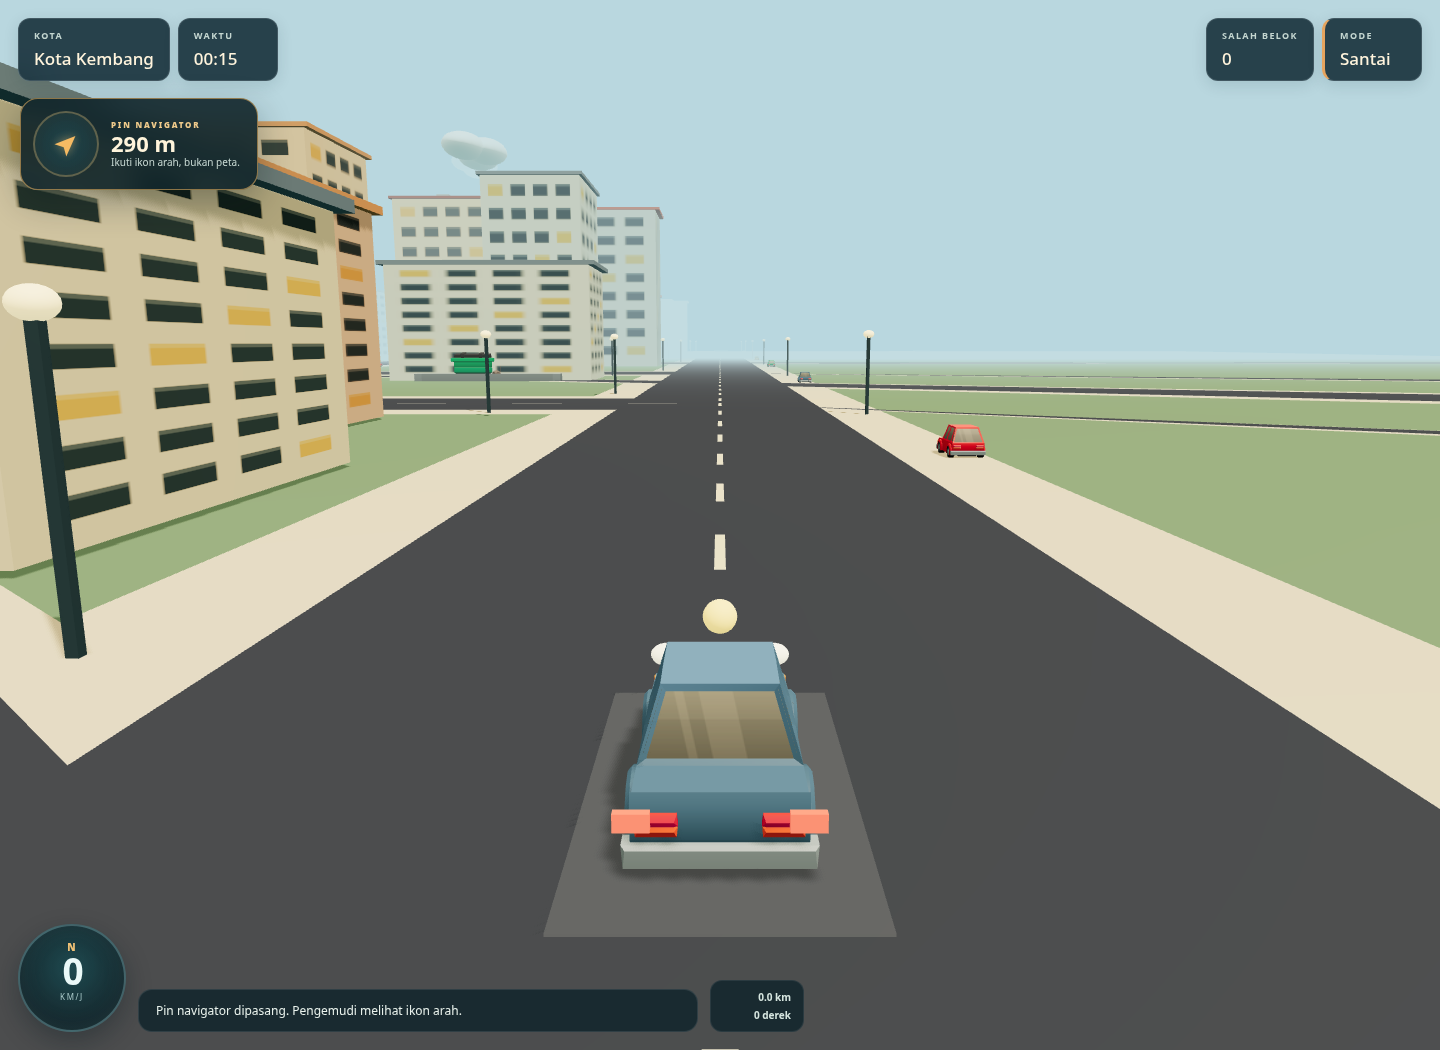 KOTA
Kota Kembang
WAKTU
00:15
SALAH BELOK
0
MODE
Santai
PIN NAVIGATOR
290 m
Ikuti ikon arah, bukan peta.
N
0
KM/J
Pin navigator dipasang. Pengemudi melihat ikon arah.
0.0 km
0 derek